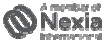 A member of
Nexia
International